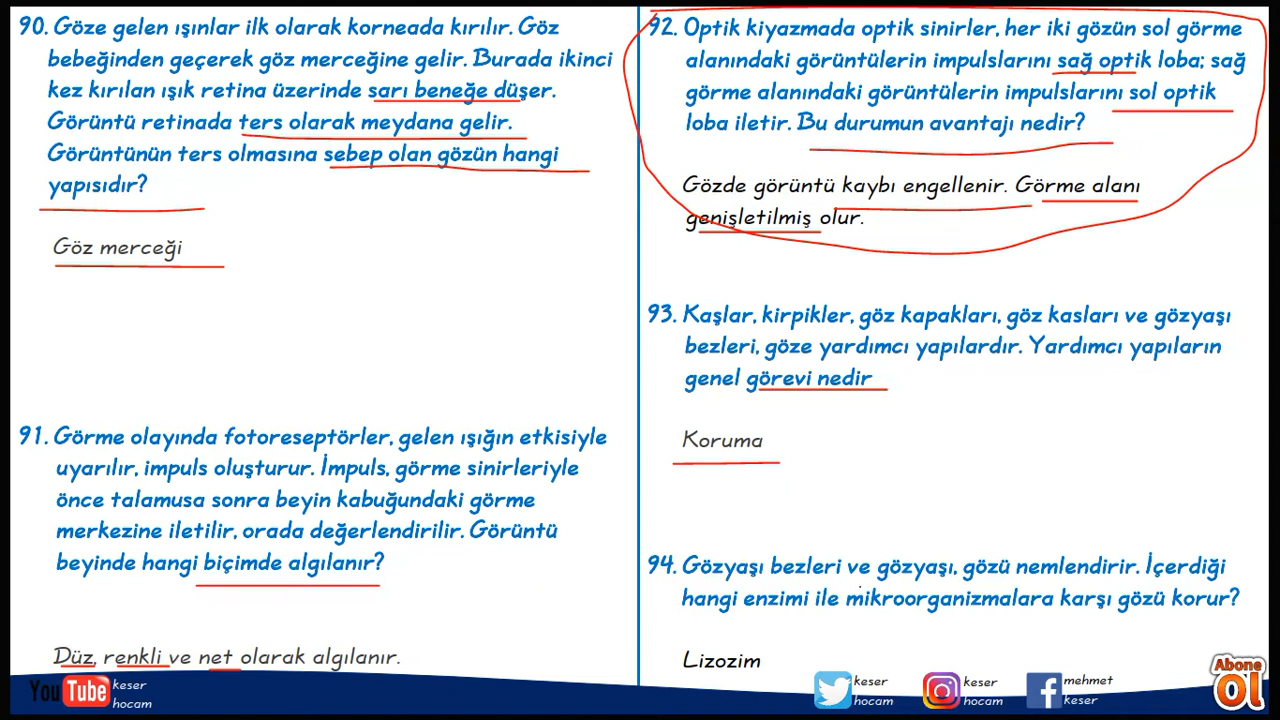 90. Göze gelen ışınlar ilk olarak korneada kırılır. Göz
bebeğinden geçerek göz merceğine gelir. Burada ikinci
kez kırılan ışık retina üzerinde sarı beneğe düşer.
Görüntü retinada ters olarak meydana gelir.
Görüntünün ters olmasına sebep olan gözün hangi
yapısıdır?
Göz merceği
91. Görme olayında fotoreseptörler, gelen ışığın etkisiyle
uyarılır, impuls oluşturur. İmpuls, görme sinirleriyle
önce talamusa sonra beyin kabuğundaki görme
merkezine iletilir, orada değerlendirilir. Görüntü
beyinde hangi biçimde algılanır?
Düz, renkli ve net olarak algılanır.
92. Optik kiyazmada optik sinirler, her iki gözün sol görme
alanındaki görüntülerin impulslarını sağ optik loba; sağ
görme alanındaki görüntülerin impulslarını sol optik
loba iletir. Bu durumun avantajı nedir?
Gözde görüntü kaybı engellenir. Görme alanı
genişletilmiş olur.
93. Kaşlar, kirpikler, göz kapakları, göz kasları ve gözyaşı
bezleri, göze yardımcı yapılardır. Yardımcı yapıların
genel görevi nedir
Koruma
94. Gözyaşı bezleri ve gözyaşı, gözü nemlendirir. İçerdiği
hangi enzimi ile mikroorganizmalara karşı gözü korur?
Lizozim
YouTube keser
hocam
keser
hocam
keser
hocam
mehmet
keser
Abone
OL